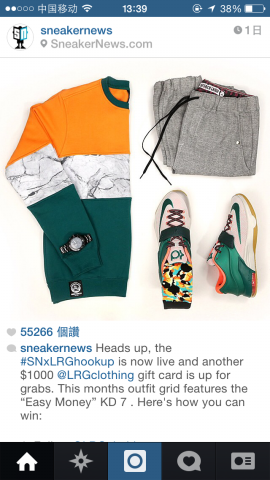 中国移动 13:39 38%
sneakernews 1日
SneakerNews.com
55266 個讚
sneakernews Heads up, the
#SNxLRGhookup is now live and another
$1000 @LRGclothing gift card is up for
grabs. This months outfit grid features the
“Easy Money” KD 7 . Here's how you can
win: